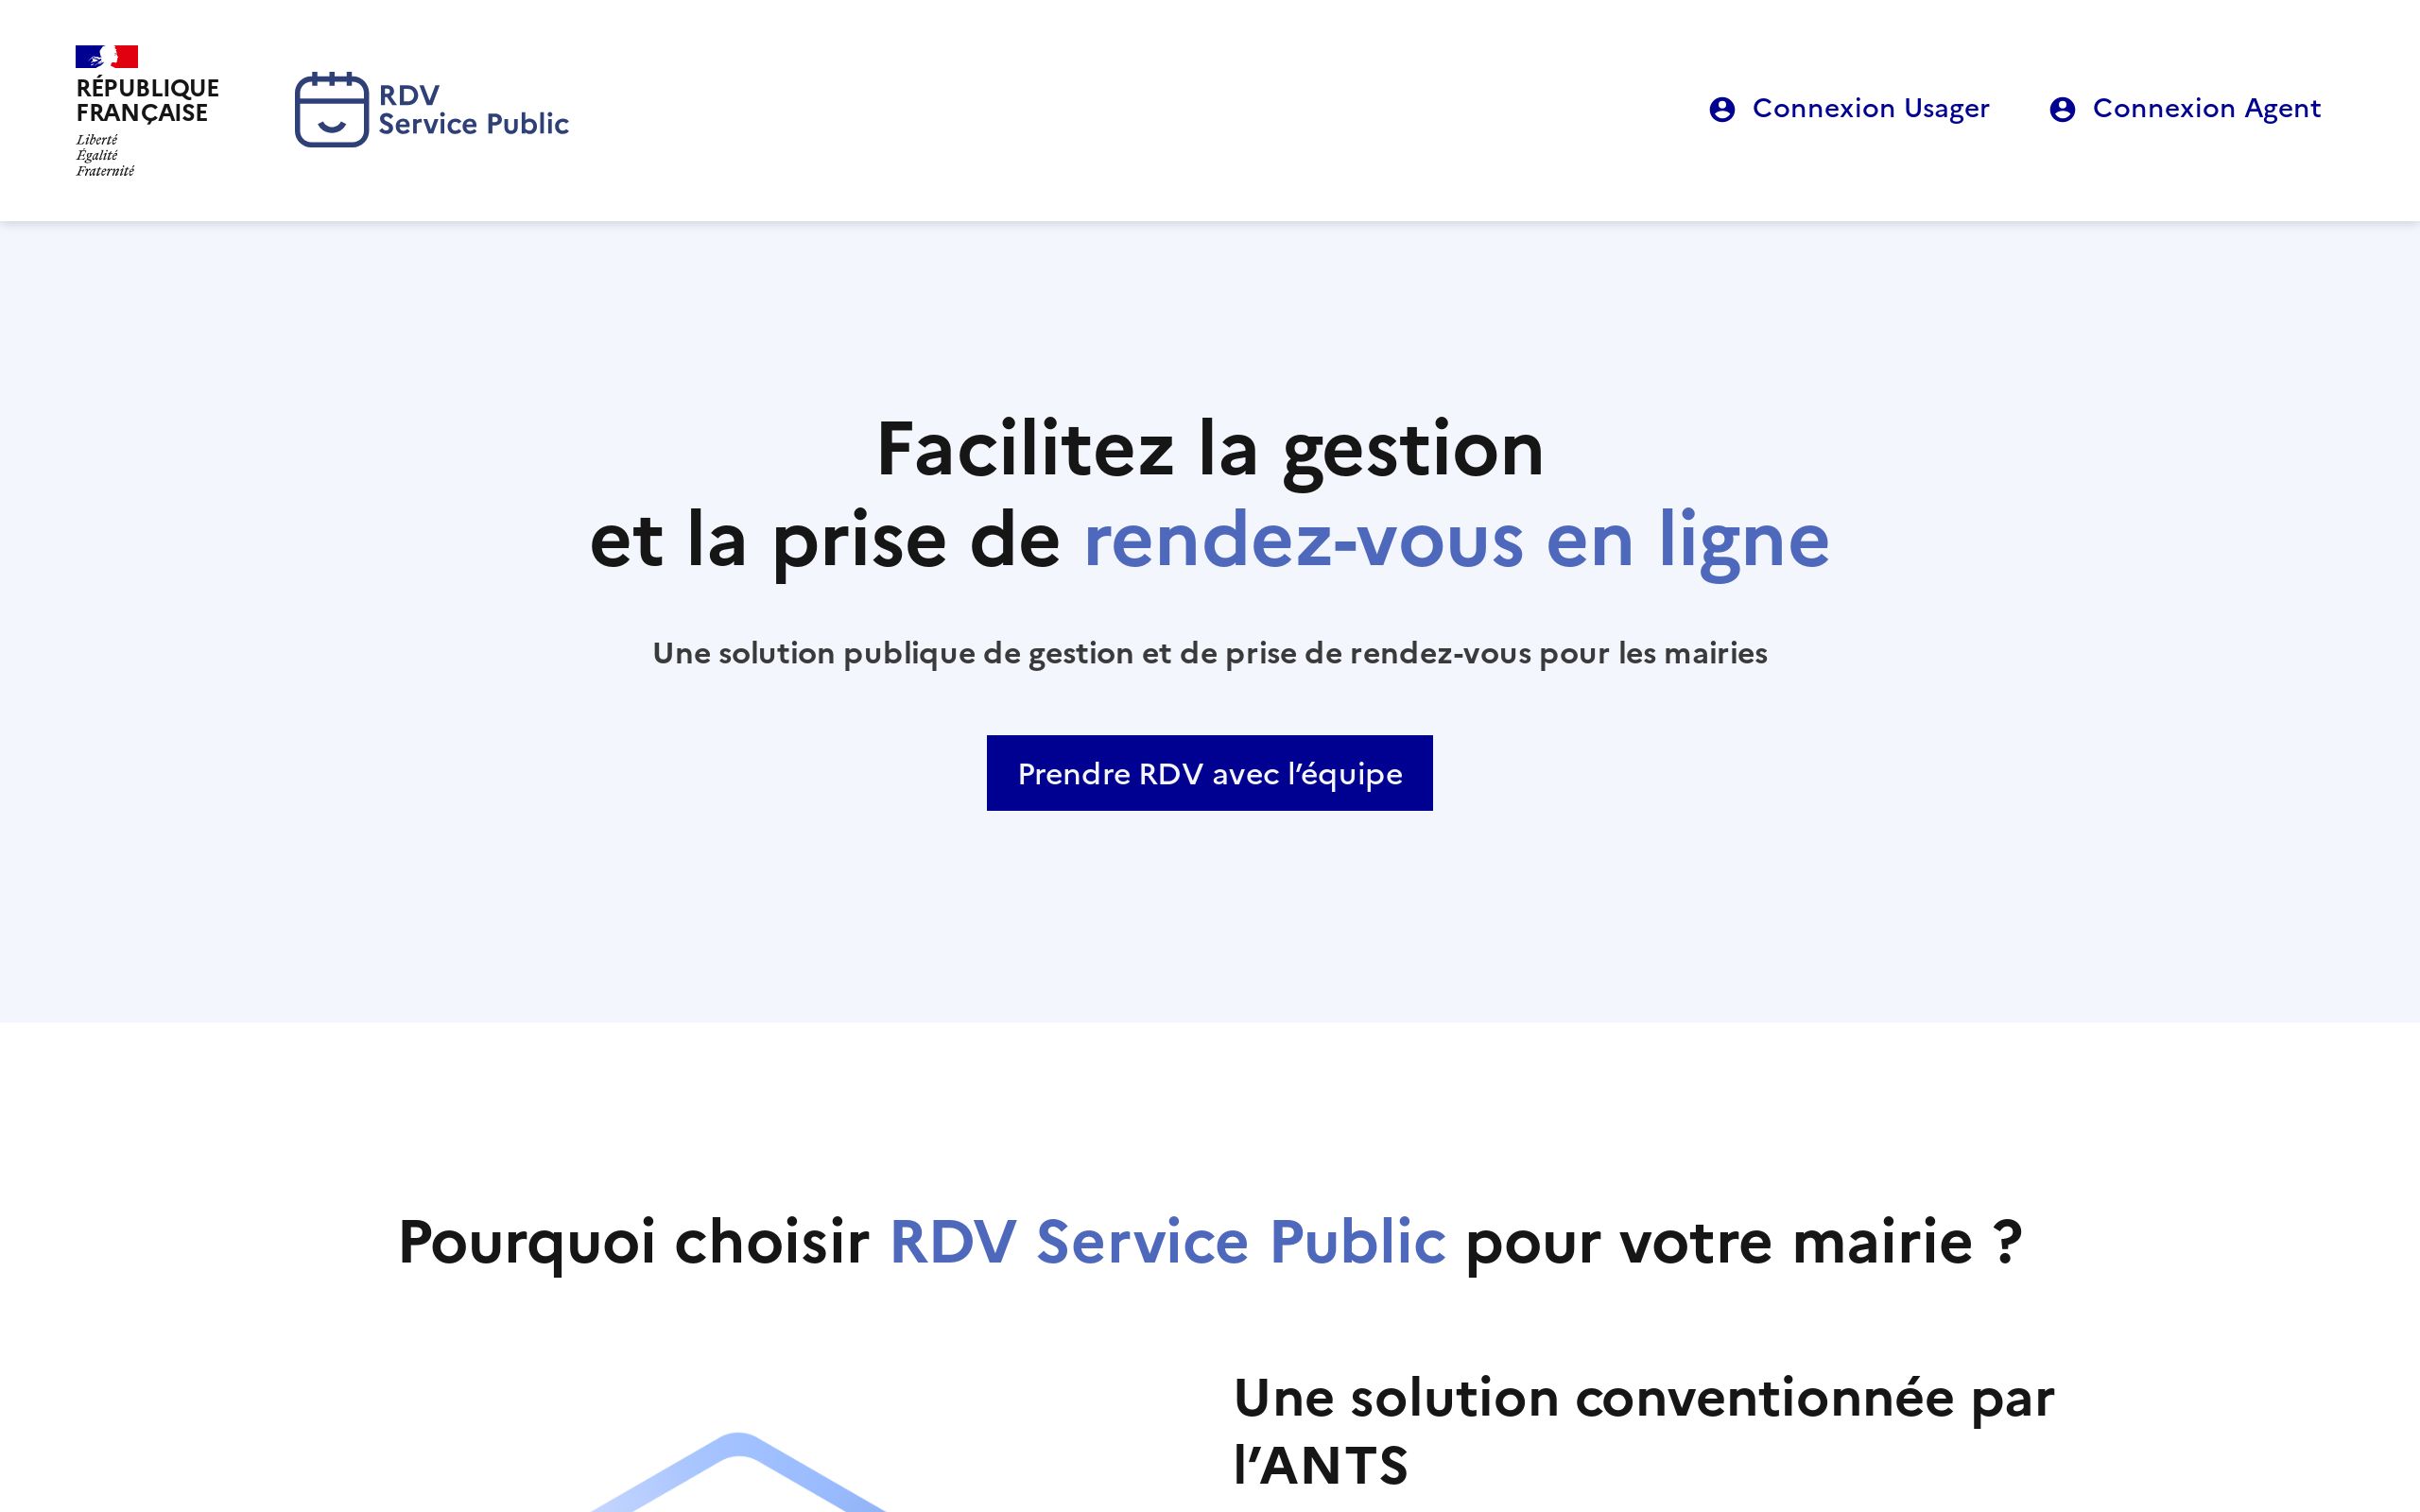 RÉPUBLIQUE
FRANÇAISE
Liberté
Égalité
Fraternité
RDV
Service Public
Connexion Usager
Connexion Agent
Facilitez la gestion
et la prise de rendez-vous en ligne
Une solution publique de gestion et de prise de rendez-vous pour les mairies
Prendre RDV avec l’équipe
Pourquoi choisir RDV Service Public pour votre mairie ?
Une solution conventionnée par
l’ANTS